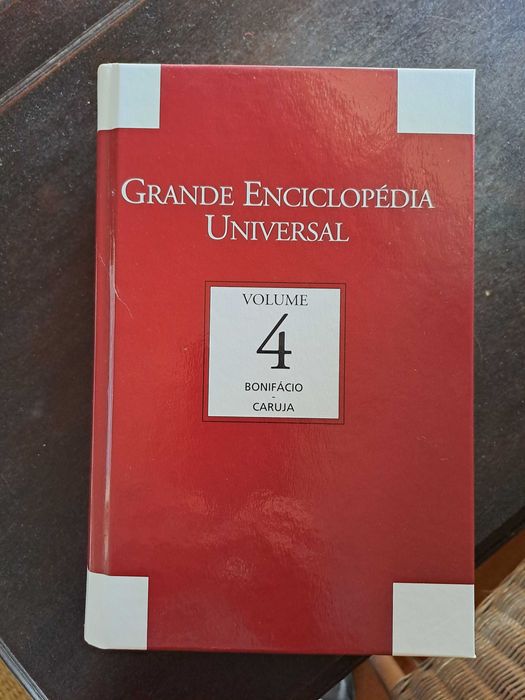 GRANDE ENCICLOPÉDIA
UNIVERSAL
VOLUME
4
BONIFÁCIO
-
CARUJA